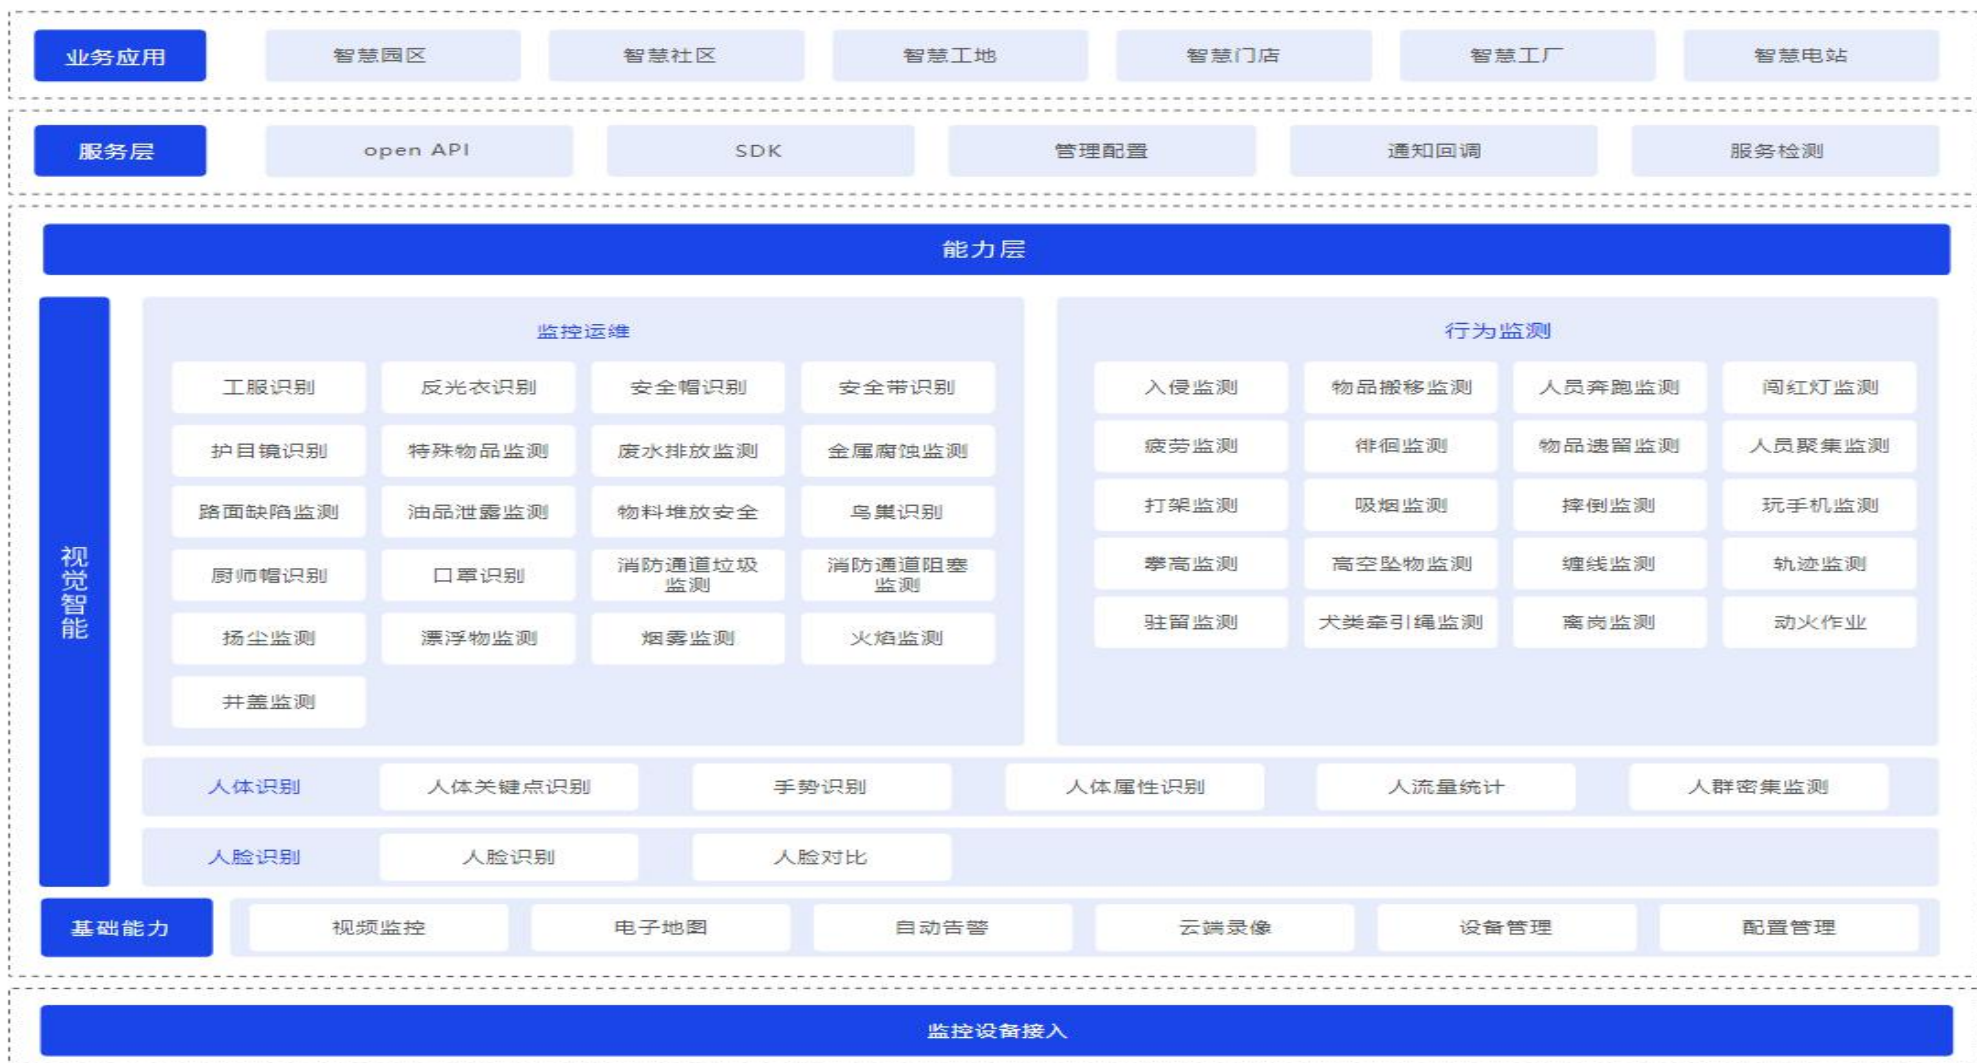 业务应用
智慧园区
智慧社区
智慧工地
智慧门店
智慧工厂
智慧电站
服务层
open API
SDK
管理配置
通知回调
服务检测
能力层
视觉智能
监控运维
工服识别
反光衣识别
安全帽识别
安全带识别
护目镜识别
特殊物品监测
废水排放监测
金属腐蚀监测
路面缺陷监测
油品泄露监测
物料堆放安全
鸟巢识别
厨师帽识别
口罩识别
消防通道垃圾
监测
消防通道阻塞
监测
扬尘监测
漂浮物监测
烟雾监测
火焰监测
井盖监测
行为监测
入侵监测
物品搬移监测
人员奔跑监测
闯红灯监测
疲劳监测
徘徊监测
物品遗留监测
人员聚集监测
打架监测
吸烟监测
摔倒监测
玩手机监测
攀高监测
高空坠物监测
缠线监测
轨迹监测
驻留监测
犬类牵引绳监测
离岗监测
动火作业
人体识别
人体关键点识别
手势识别
人体属性识别
人流量统计
人群密集监测
人脸识别
人脸识别
人脸对比
基础能力
视频监控
电子地图
自动告警
云端录像
设备管理
配置管理
监控设备接入